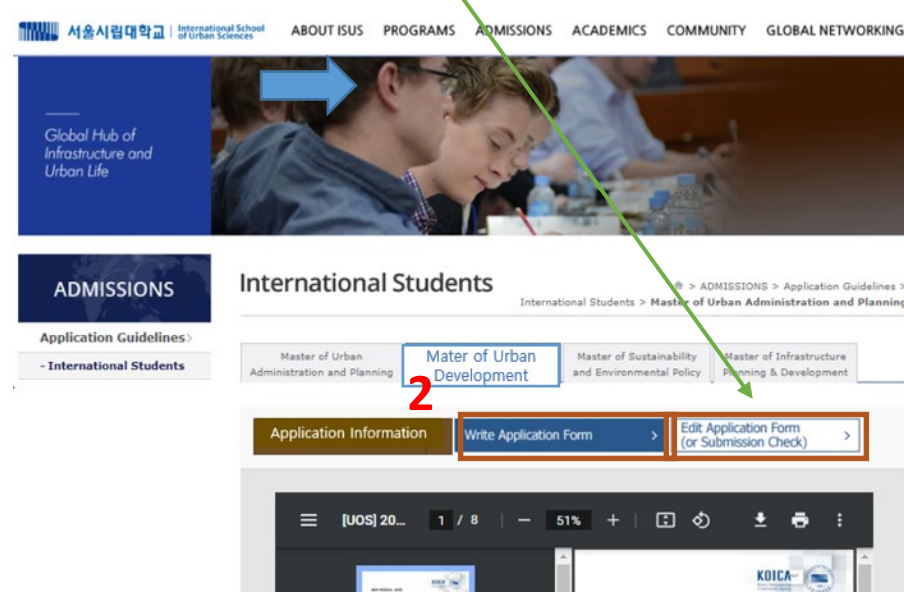 서울시립대학교 International School of Urban Sciences
ABOUT ISUS PROGRAMS ADMISSIONS ACADEMICS COMMUNITY GLOBAL NETWORKING
Global Hub of
Infrastructure and
Urban Life
ADMISSIONS
Application Guidelines >
- International Students
International Students
> ADMISSIONS > Application Guidelines >
International Students > Master of Urban Administration and Planning
Master of Urban
Administration and Planning
Mater of Urban
Development
Master of Sustainability
and Environmental Policy
Master of Infrastructure
Planning & Development
2
Application Information
Write Application Form >
Edit Application Form
(or Submission Check) >
[UOS] 20... 1 / 8 | — 51% + |
KOICA